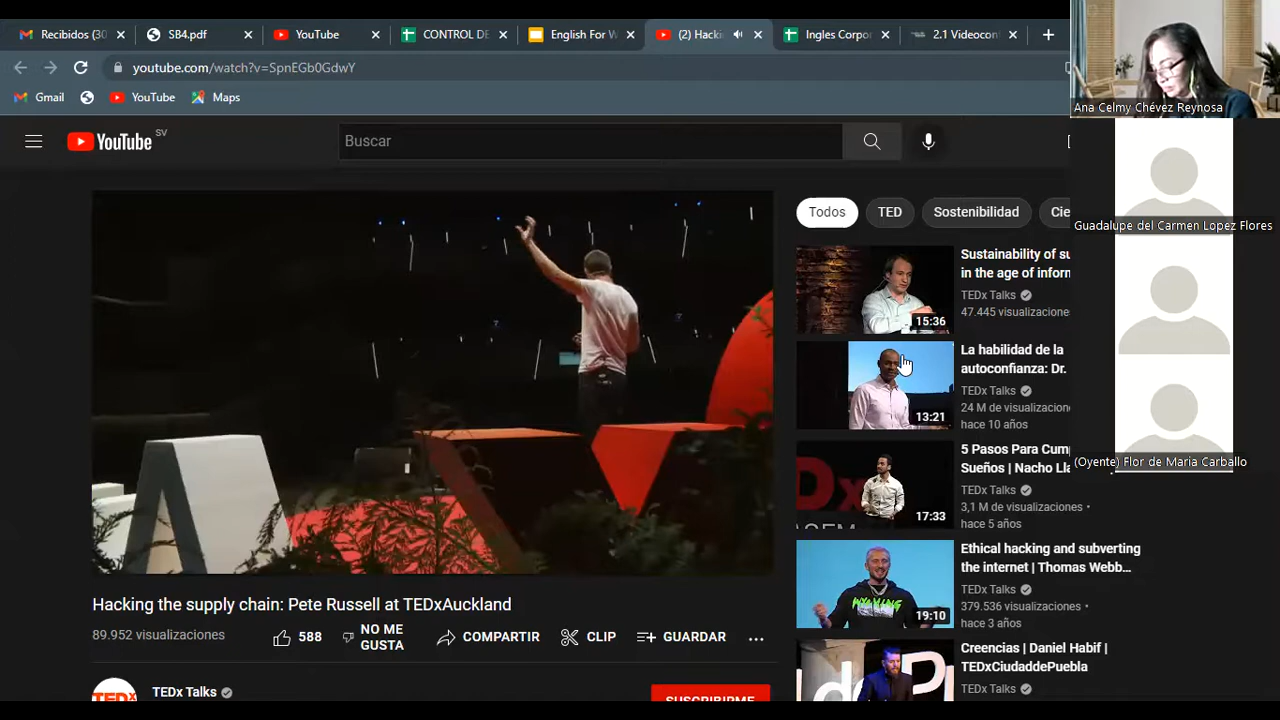 Recibidos (30
SB4.pdf
YouTube
CONTROL DE
English For W
(2) Hacki
Ingles Corpor
2.1 Videoconf
youtube.com/watch?v=SpnEGb0GdwY
Gmail
YouTube
Maps
YouTube SV
Buscar
Todos
TED
Sostenibilidad
Cie
Sustainability of su
in the age of inform
TEDx Talks
47.445 visualizaciones
15:36
La habilidad de la
autoconfianza: Dr.
TEDx Talks
24 M de visualizacione
hace 10 años
13:21
5 Pasos Para Cump
Sueños | Nacho Lla
TEDx Talks
3,1 M de visualizaciones •
hace 5 años
17:33
Ethical hacking and subverting
the internet | Thomas Webb...
TEDx Talks
379.536 visualizaciones •
hace 3 años
19:10
Creencias | Daniel Habif |
TEDxCiudaddePuebla
TEDx Talks
Hacking the supply chain: Pete Russell at TEDxAuckland
89.952 visualizaciones
588
NO ME
GUSTA
COMPARTIR
CLIP
GUARDAR
TEDx
TEDx Talks
SUSCRIBIRME
Ana Celmy Chévez Reynosa
Guadalupe del Carmen Lopez Flores
(Oyente) Flor de Maria Carballo